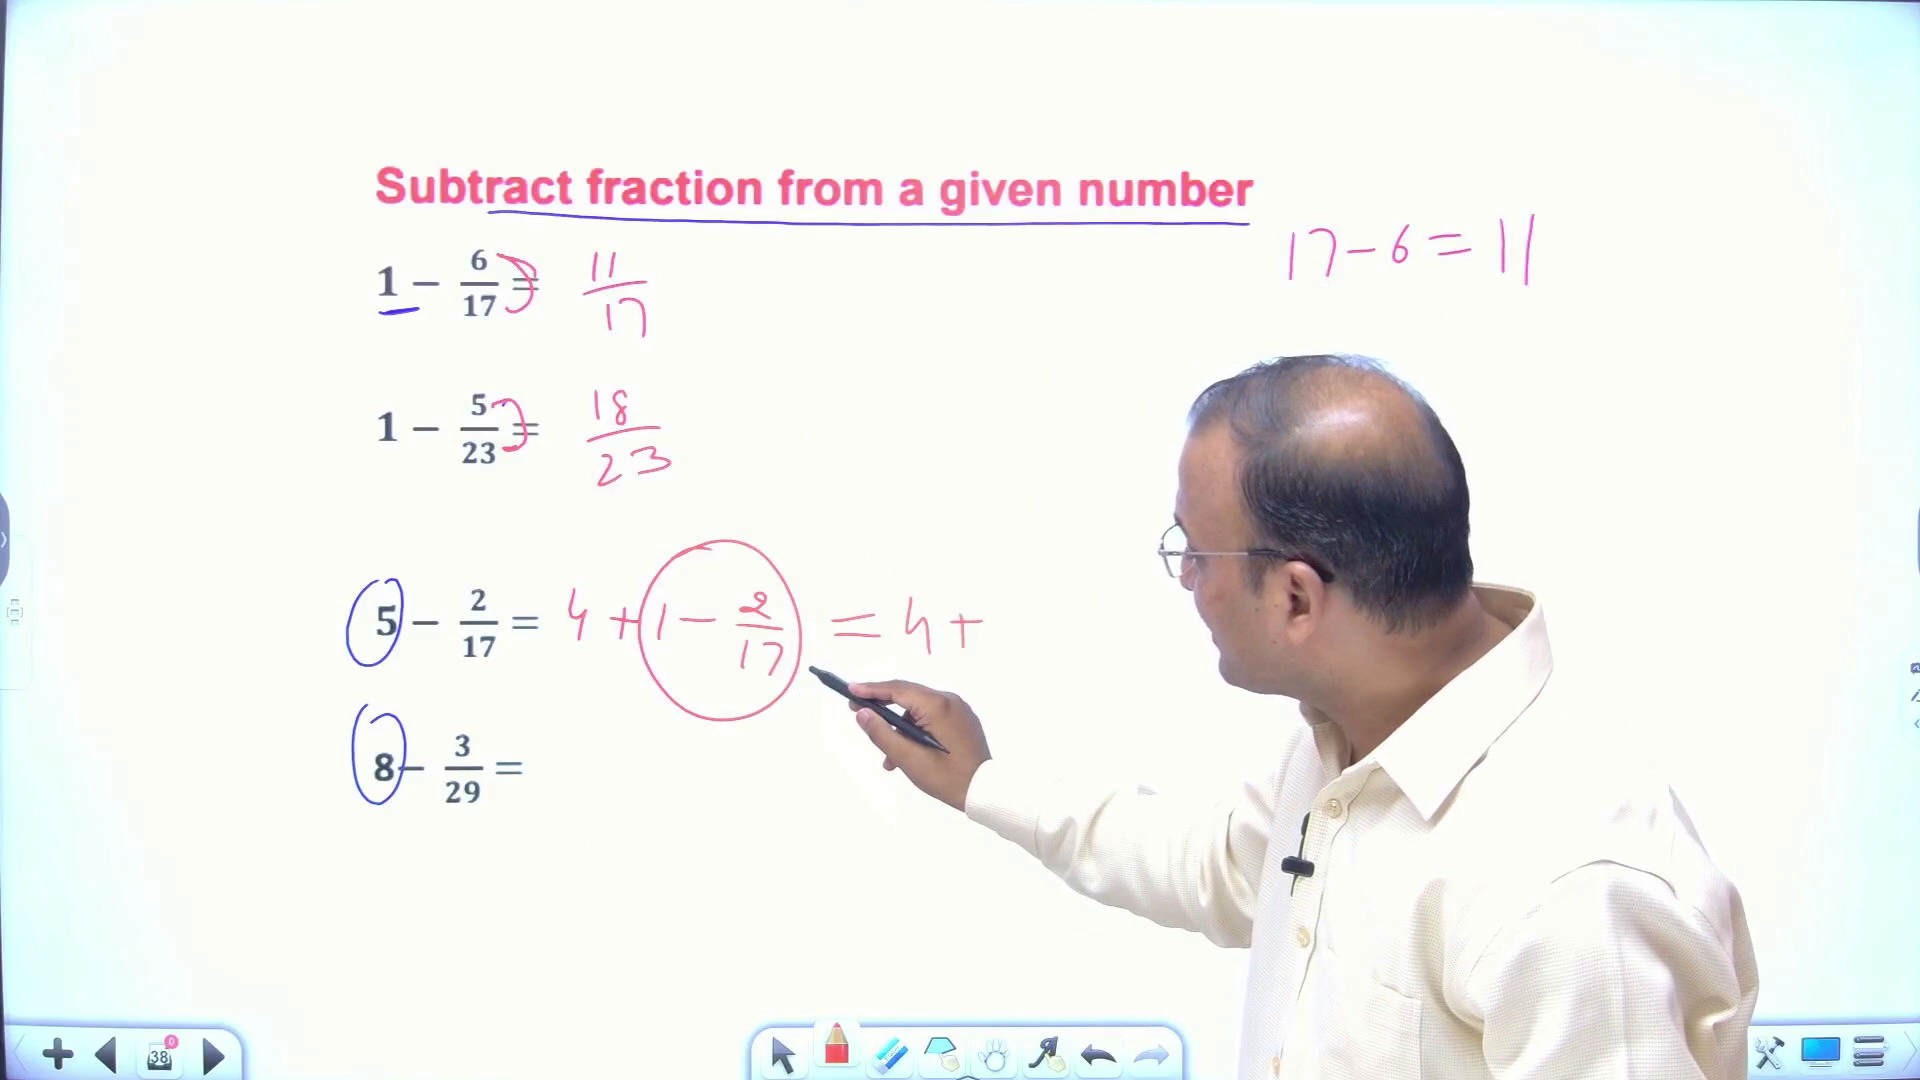 Subtract fraction from a given number
17 - 6 = 11
1 − 6/17 = 11/17
1 − 5/23 = 18/23
5 − 2/17 = 4 + 1 − 2/17 = 4 +
8 − 3/29 =
38
0